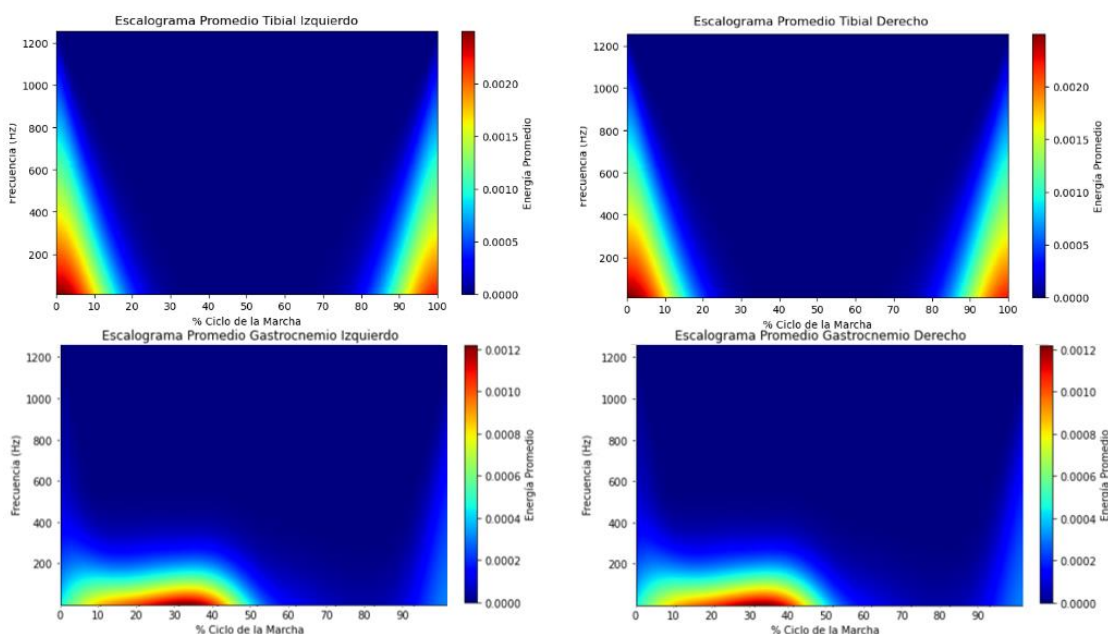 Escalograma Promedio Tibial Izquierdo
1200
1000
800
600
400
200
Frecuencia (Hz)
0 10 20 30 40 50 60 70 80 90 100
% Ciclo de la Marcha
0.0020
0.0015
0.0010
0.0005
0.0000
Energía Promedio
Escalograma Promedio Tibial Derecho
1200
1000
800
600
400
200
Frecuencia (Hz)
0 10 20 30 40 50 60 70 80 90 100
% Ciclo de la Marcha
0.0020
0.0015
0.0010
0.0005
0.0000
Energía Promedio
Escalograma Promedio Gastrocnemio Izquierdo
1200
1000
800
600
400
200
Frecuencia (Hz)
0 10 20 30 40 50 60 70 80 90
% Ciclo de la Marcha
0.0012
0.0010
0.0008
0.0006
0.0004
0.0002
0.0000
Energía Promedio
Escalograma Promedio Gastrocnemio Derecho
1200
1000
800
600
400
200
Frecuencia (Hz)
0 10 20 30 40 50 60 70 80 90
% Ciclo de la Marcha
0.0012
0.0010
0.0008
0.0006
0.0004
0.0002
0.0000
Energía Promedio